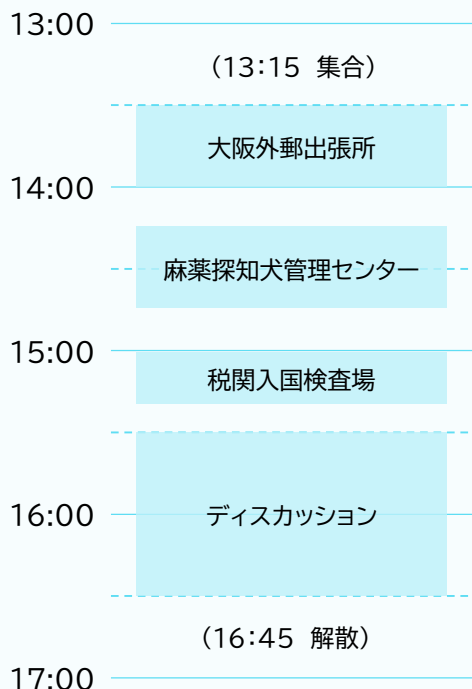 13:00
(13:15 集合)
大阪外郵出張所
14:00
麻薬探知犬管理センター
15:00
税関入国検査場
16:00
ディスカッション
(16:45 解散)
17:00